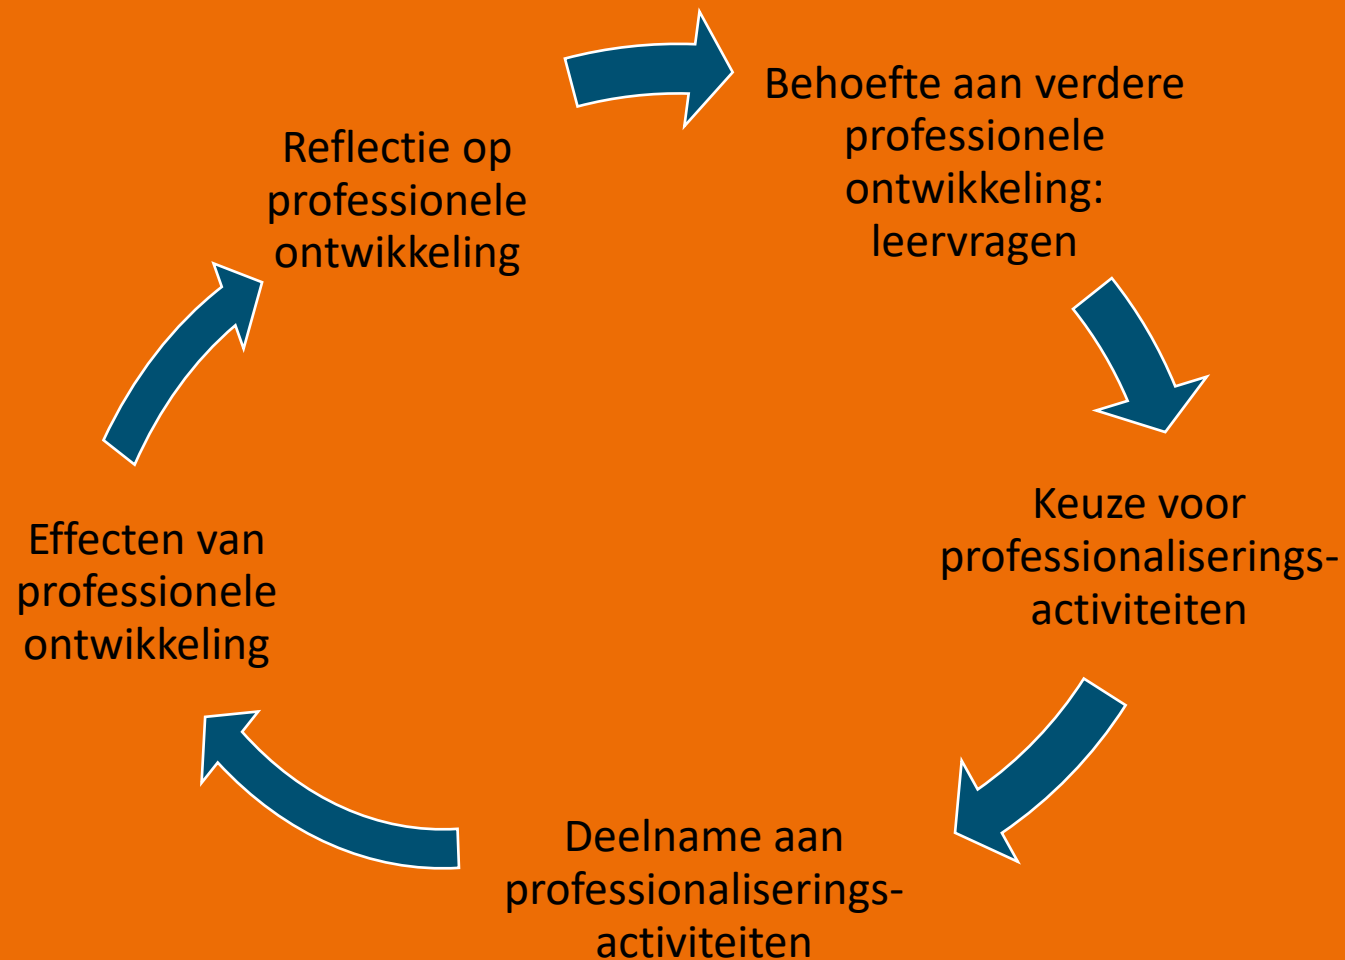 Behoefte aan verdere
professionele
ontwikkeling:
leervragen
Keuze voor
professionaliserings-
activiteiten
Deelname aan
professionaliserings-
activiteiten
Effecten van
professionele
ontwikkeling
Reflectie op
professionele
ontwikkeling